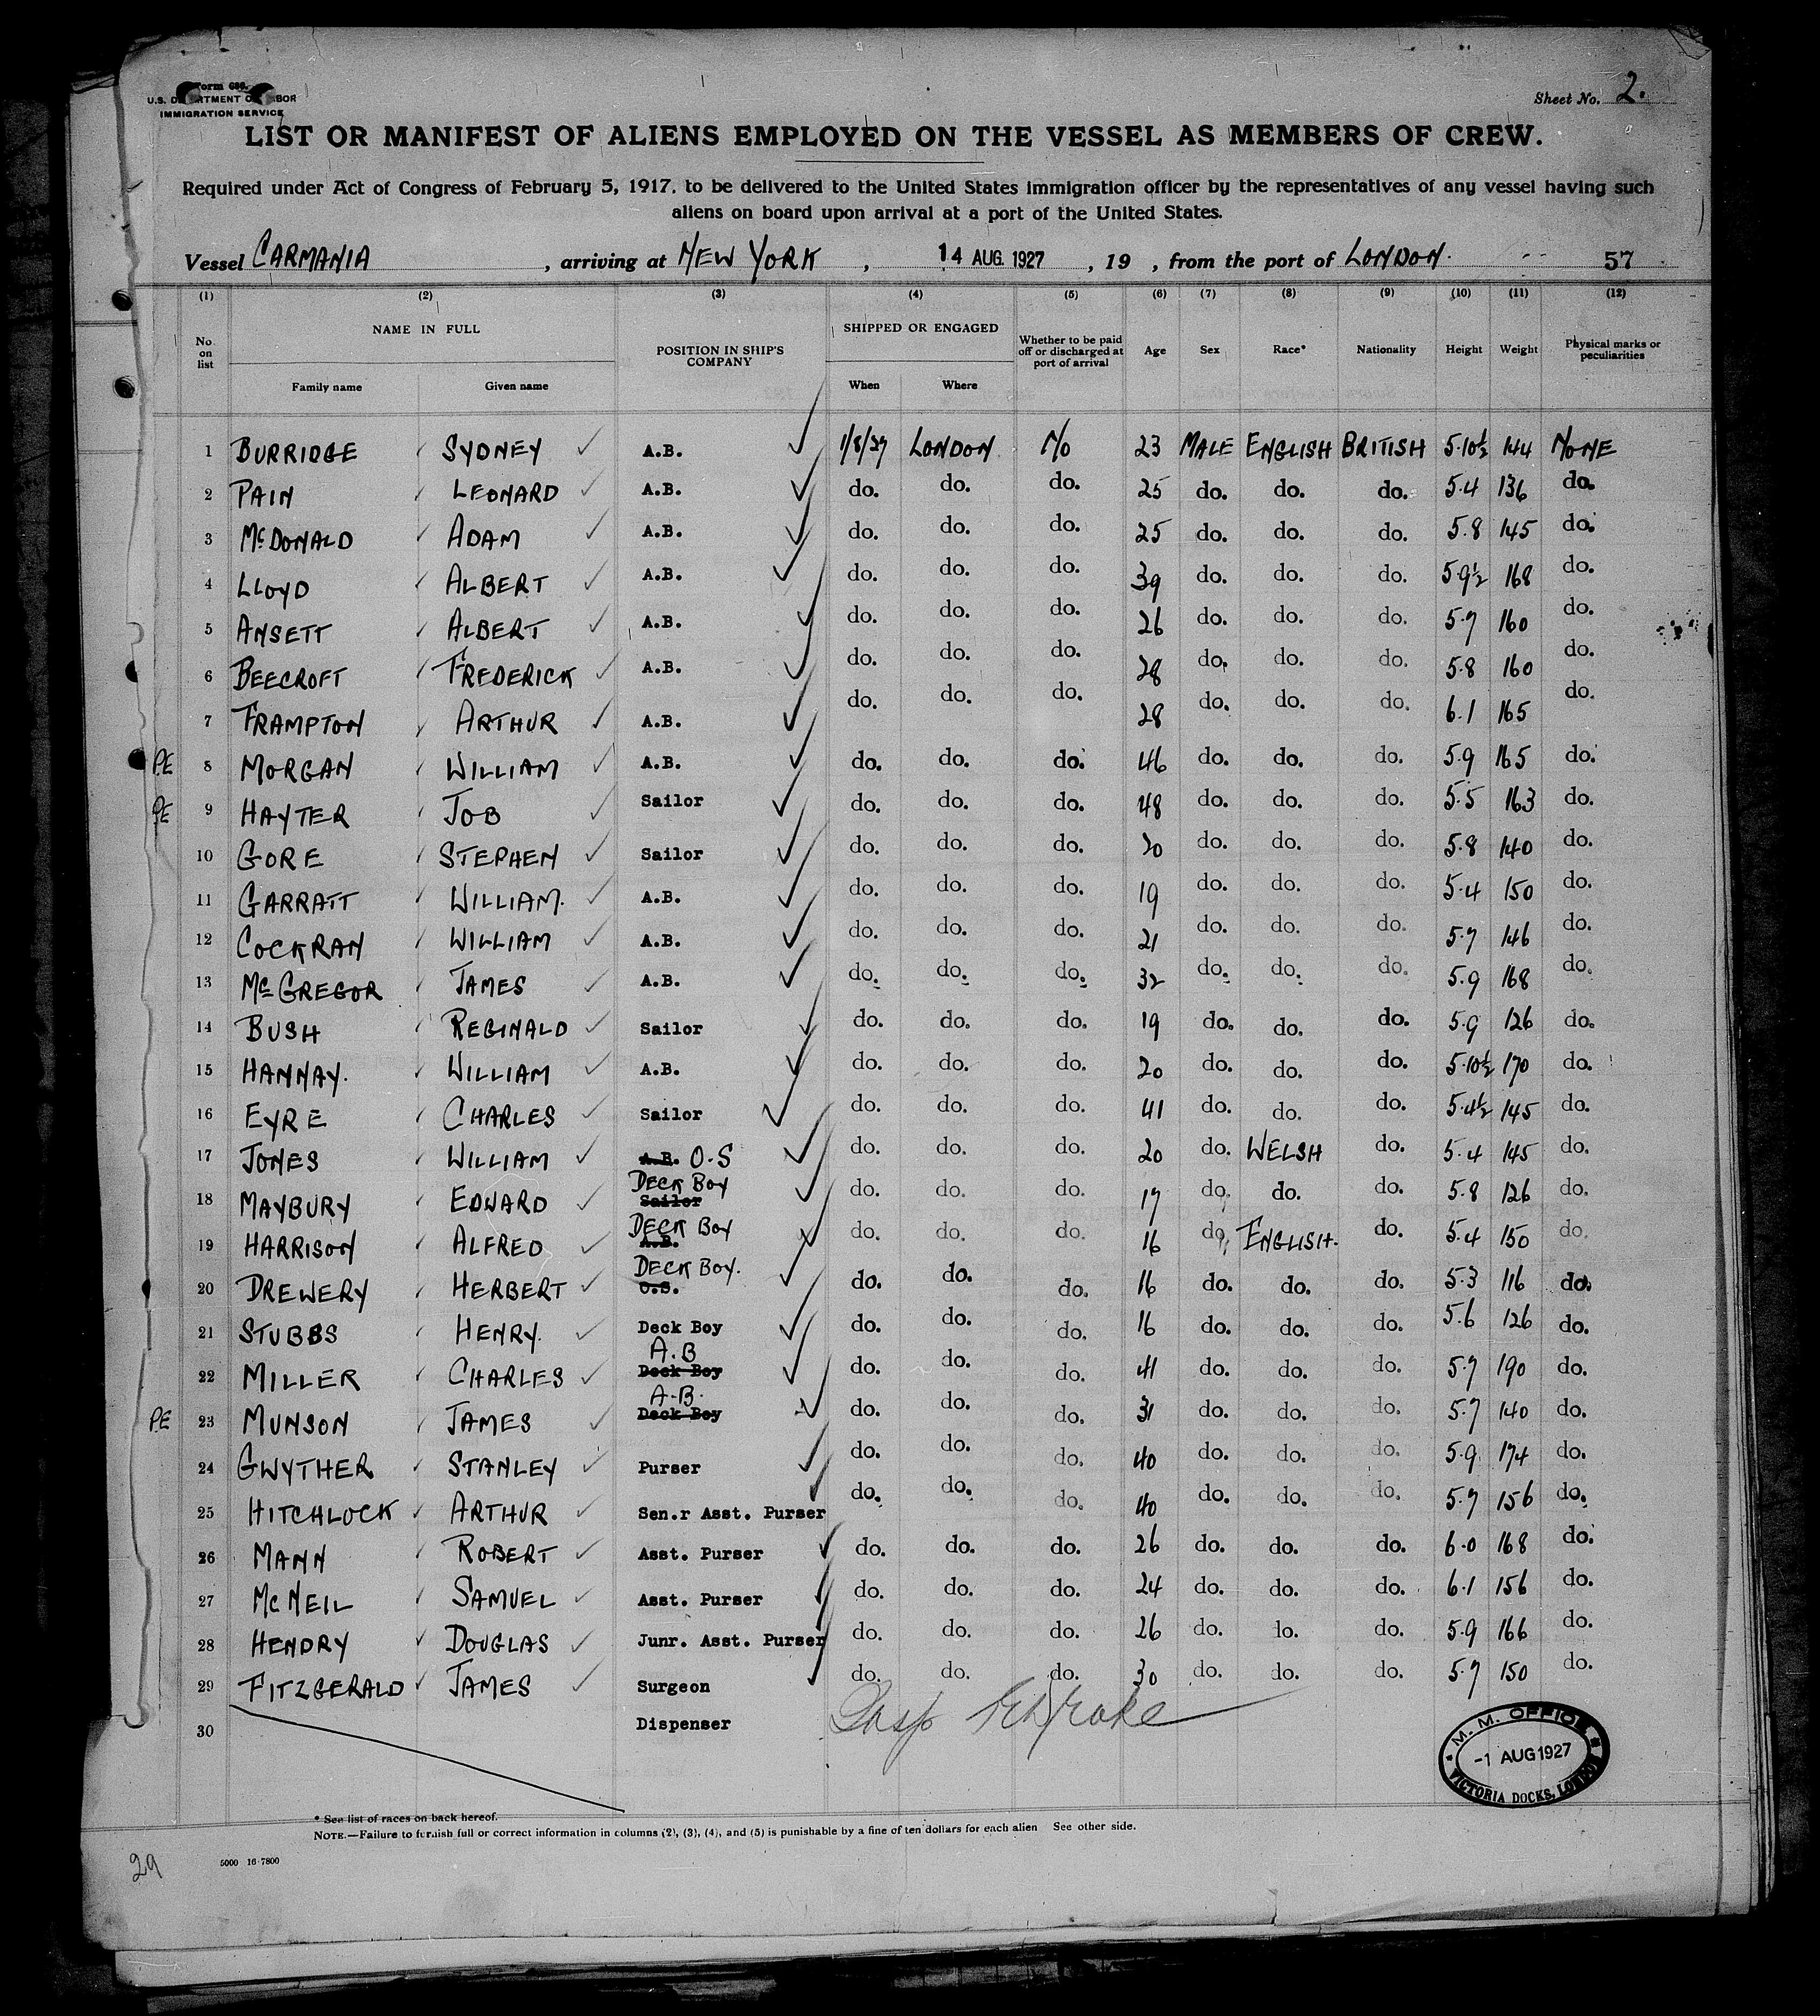 Form 686.
U.S. DEPARTMENT OF LABOR
IMMIGRATION SERVICE
Sheet No. 2.
LIST OR MANIFEST OF ALIENS EMPLOYED ON THE VESSEL AS MEMBERS OF CREW.
Required under Act of Congress of February 5, 1917, to be delivered to the United States immigration officer by the representatives of any vessel having such
aliens on board upon arrival at a port of the United States.
Vessel CARMANIA, arriving at NEW YORK, 14 AUG. 1927, 19 , from the port of LONDON. 57
(1) (2) (3) (4) (5) (6) (7) (8) (9) (10) (11) (12)
No. on list NAME IN FULL Family name Given name POSITION IN SHIP'S COMPANY SHIPPED OR ENGAGED When Where Whether to be paid off or discharged at port of arrival Age Sex Race* Nationality Height Weight Physical marks or peculiarities
1 BURRIDGE SYDNEY A.B. 1/8/27 LONDON No 23 MALE ENGLISH BRITISH 5·10½ 144 NONE
2 PAIN LEONARD A.B. do. do. do. 25 do. do. do. 5·4 136 do.
3 McDONALD ADAM A.B. do. do. do. 25 do. do. do. 5·8 145 do.
4 LLOYD ALBERT A.B. do. do. do. 39 do. do. do. 5·9½ 168 do.
5 ANSETT ALBERT A.B. do. do. do. 26 do. do. do. 5·7 160 do.
6 BEECROFT FREDERICK A.B. do. do. do. 28 do. do. do. 5·8 160 do.
7 FRAMPTON ARTHUR A.B. do. do. do. 28 do. do. do. 6·1 165 do.
PE 8 MORGAN WILLIAM A.B. do. do. do. 46 do. do. do. 5·9 165 do.
PE 9 HAYTER JOB Sailor do. do. do. 48 do. do. do. 5·5 163 do.
10 GORE STEPHEN Sailor do. do. do. 20 do. do. do. 5·8 140 do.
11 GARRATT WILLIAM. A.B. do. do. do. 19 do. do. do. 5·4 150 do.
12 COCKRAN WILLIAM A.B. do. do. do. 21 do. do. do. 5·7 146 do.
13 McGREGOR JAMES A.B. do. do. do. 32 do. do. do. 5·9 168 do.
14 BUSH REGINALD Sailor do. do. do. 19 do. do. do. 5·9 126 do.
15 HANNAY. WILLIAM A.B. do. do. do. 20 do. do. do. 5·10½ 170 do.
16 EYRE CHARLES Sailor do. do. do. 41 do. do. do. 5·4½ 145 do.
17 JONES WILLIAM A.B. O.S do. do. do. 20 do. WELSH do. 5·4 145 do.
18 MAYBURY EDWARD DECK BOY Sailor do. do. do. 17 do. do. do. 5·8 126 do.
19 HARRISON ALFRED DECK BOY A.B. do. do. do. 16 do. ENGLISH. do. 5·4 150 do.
20 DREWERY HERBERT DECK BOY. O.S. do. do. do. 16 do. do. do. 5·3 116 do.
21 STUBBS HENRY. Deck Boy do. do. do. 16 do. do. do. 5·6 126 do.
22 MILLER CHARLES A.B Deck Boy do. do. do. 41 do. do. do. 5·7 190 do.
PE 23 MUNSON JAMES A.B. Deck Boy do. do. do. 31 do. do. do. 5·7 140 do.
24 GWYTHER STANLEY Purser do. do. do. 40 do. do. do. 5·9 174 do.
25 HITCHLOCK ARTHUR Sen.r Asst. Purser do. do. do. 40 do. do. do. 5·7 156 do.
26 MANN ROBERT Asst. Purser do. do. do. 26 do. do. do. 6·0 168 do.
27 McNEIL SAMUEL Asst. Purser do. do. do. 24 do. do. do. 6·1 156 do.
28 HENDRY DOUGLAS Junr. Asst. Purser do. do. do. 26 do. do. do. 5·9 166 do.
29 FITZGERALD JAMES Surgeon do. do. do. 30 do. do. do. 5·7 150 do.
30 Dispenser
M. M. OFFICE
-1 AUG 1927
VICTORIA DOCKS, LONDON
* See list of races on back hereof.
NOTE.—Failure to furnish full or correct information in columns (2), (3), (4), and (5) is punishable by a fine of ten dollars for each alien See other side.
29
5000 16-7800